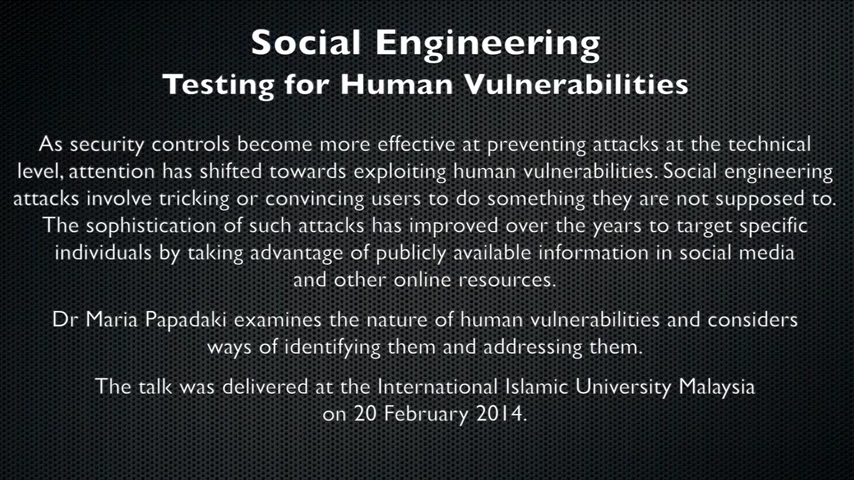 Social Engineering
Testing for Human Vulnerabilities
As security controls become more effective at preventing attacks at the technical
level, attention has shifted towards exploiting human vulnerabilities. Social engineering
attacks involve tricking or convincing users to do something they are not supposed to.
The sophistication of such attacks has improved over the years to target specific
individuals by taking advantage of publicly available information in social media
and other online resources.
Dr Maria Papadaki examines the nature of human vulnerabilities and considers
ways of identifying them and addressing them.
The talk was delivered at the International Islamic University Malaysia
on 20 February 2014.